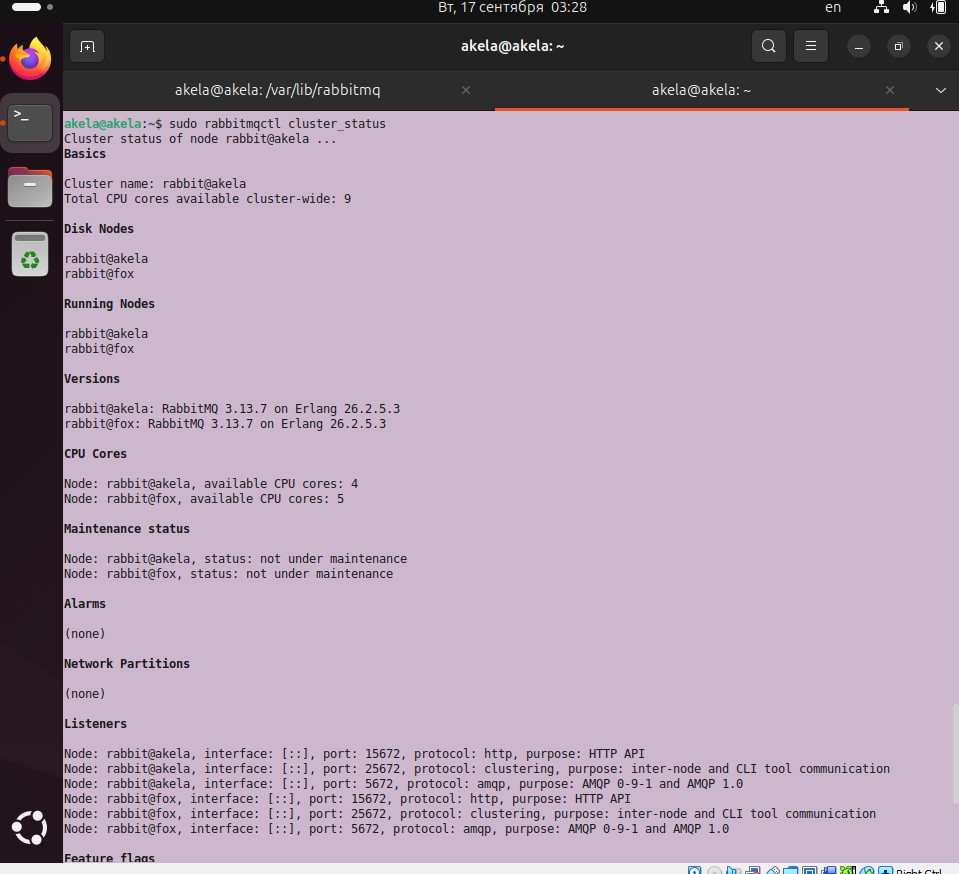 Вт, 17 сентября 03:28
en
akela@akela: ~
akela@akela: /var/lib/rabbitmq
akela@akela: ~
akela@akela:~$ sudo rabbitmqctl cluster_status
Cluster status of node rabbit@akela ...
Basics
Cluster name: rabbit@akela
Total CPU cores available cluster-wide: 9
Disk Nodes
rabbit@akela
rabbit@fox
Running Nodes
rabbit@akela
rabbit@fox
Versions
rabbit@akela: RabbitMQ 3.13.7 on Erlang 26.2.5.3
rabbit@fox: RabbitMQ 3.13.7 on Erlang 26.2.5.3
CPU Cores
Node: rabbit@akela, available CPU cores: 4
Node: rabbit@fox, available CPU cores: 5
Maintenance status
Node: rabbit@akela, status: not under maintenance
Node: rabbit@fox, status: not under maintenance
Alarms
(none)
Network Partitions
(none)
Listeners
Node: rabbit@akela, interface: [::], port: 15672, protocol: http, purpose: HTTP API
Node: rabbit@akela, interface: [::], port: 25672, protocol: clustering, purpose: inter-node and CLI tool communication
Node: rabbit@akela, interface: [::], port: 5672, protocol: amqp, purpose: AMQP 0-9-1 and AMQP 1.0
Node: rabbit@fox, interface: [::], port: 15672, protocol: http, purpose: HTTP API
Node: rabbit@fox, interface: [::], port: 25672, protocol: clustering, purpose: inter-node and CLI tool communication
Node: rabbit@fox, interface: [::], port: 5672, protocol: amqp, purpose: AMQP 0-9-1 and AMQP 1.0
Feature flags
Right Ctrl